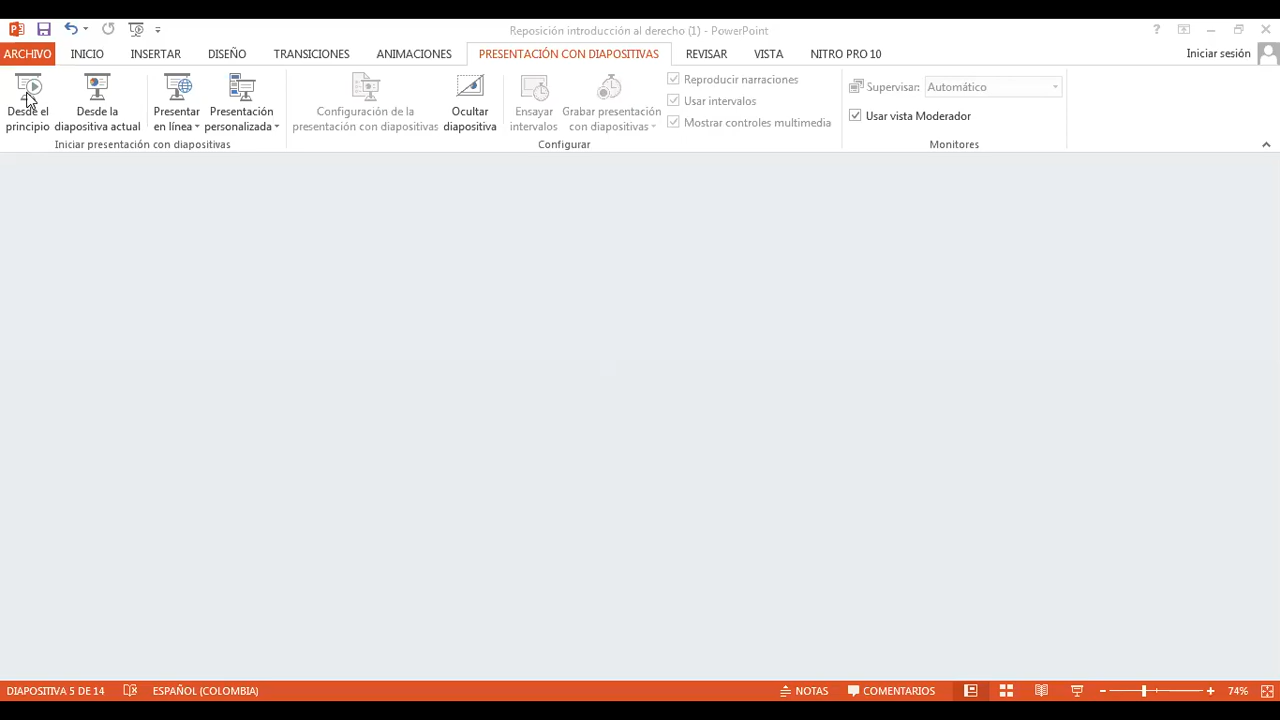 Reposición introducción al derecho (1) - PowerPoint
ARCHIVO INICIO INSERTAR DISEÑO TRANSICIONES ANIMACIONES PRESENTACIÓN CON DIAPOSITIVAS REVISAR VISTA NITRO PRO 10 Iniciar sesión
Desde el principio
Desde la diapositiva actual
Presentar en línea
Presentación personalizada
Iniciar presentación con diapositivas
Configuración de la presentación con diapositivas
Ocultar diapositiva
Ensayar intervalos
Grabar presentación con diapositivas
Reproducir narraciones
Usar intervalos
Mostrar controles multimedia
Configurar
Supervisar: Automático
Usar vista Moderador
Monitores
DIAPOSITIVA 5 DE 14 ESPAÑOL (COLOMBIA) NOTAS COMENTARIOS 74%